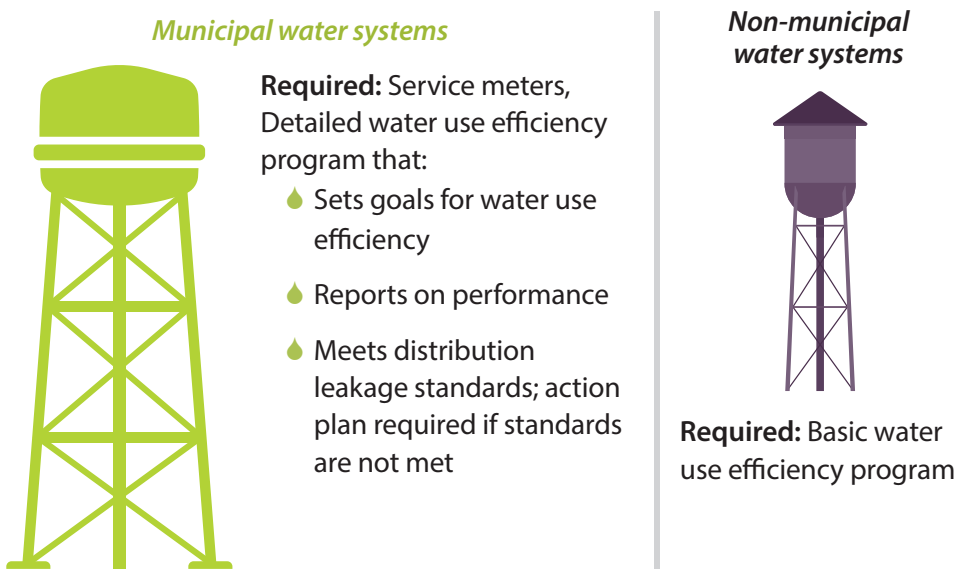 Municipal water systems
Required: Service meters,
Detailed water use efficiency
program that:
Sets goals for water use
efficiency
Reports on performance
Meets distribution
leakage standards; action
plan required if standards
are not met
Non-municipal
water systems
Required: Basic water
use efficiency program